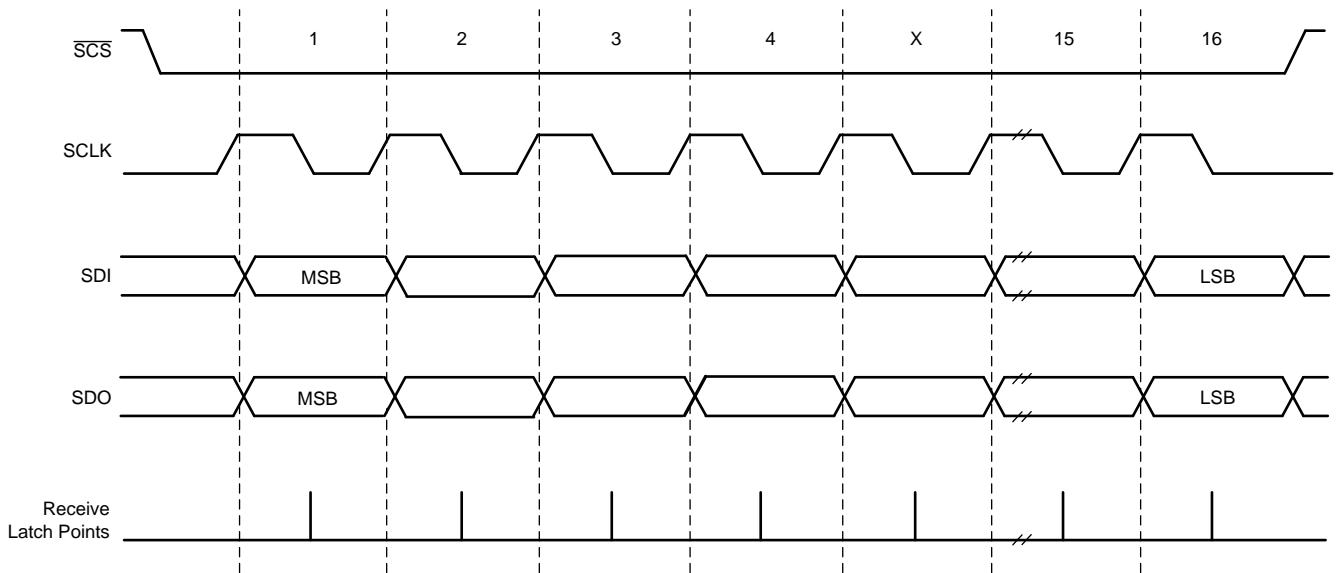 1 2 3 4 X 15 16
SCS
SCLK
SDI MSB LSB
SDO MSB LSB
Receive
Latch Points